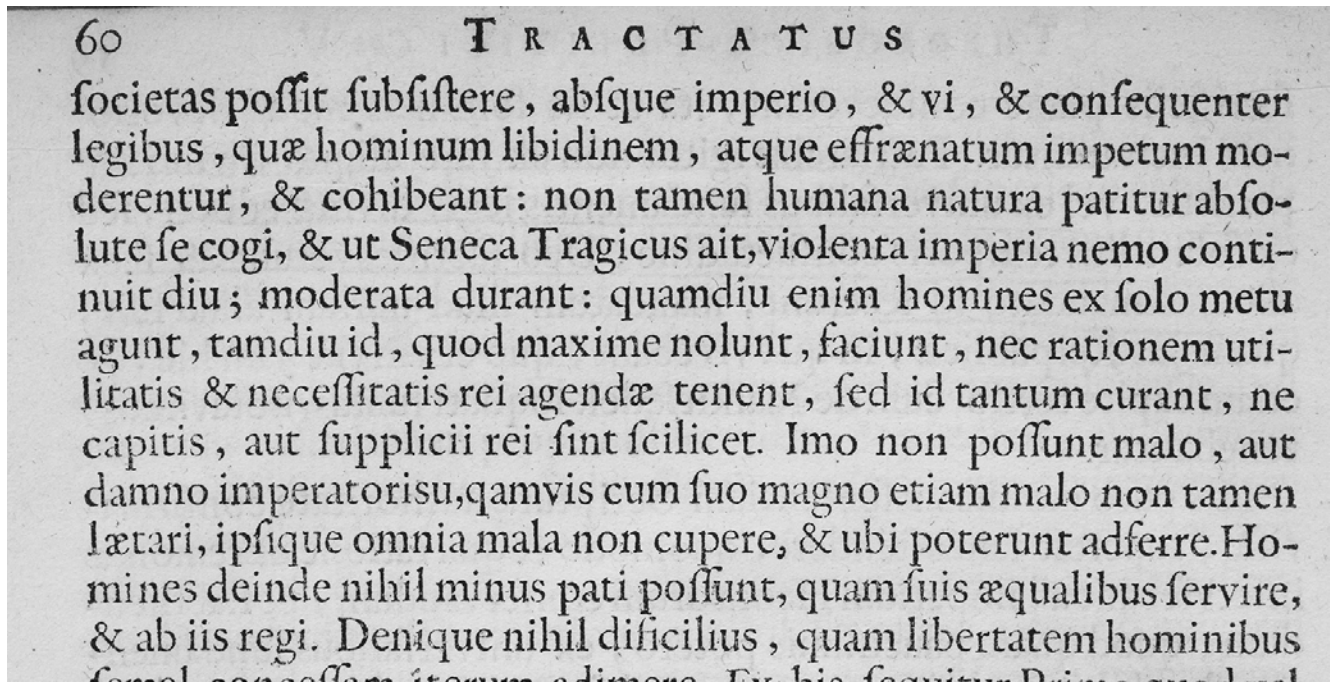 60 TRACTATUS
ſocietas poſſit ſubſiſtere, abſque imperio, & vi, & conſequenter
legibus, quæ hominum libidinem, atque effrænatum impetum mo-
derentur, & cohibeant: non tamen humana natura patitur abſo-
lute ſe cogi, & ut Seneca Tragicus ait, violenta imperia nemo conti-
nuit diu; moderata durant: quamdiu enim homines ex ſolo metu
agunt, tamdiu id, quod maxime nolunt, faciunt, nec rationem uti-
litatis & neceſſitatis rei agendæ tenent, ſed id tantum curant, ne
capitis, aut ſupplicii rei ſint ſcilicet. Imo non poſſunt malo, aut
damno imperatorisu,qamvis cum ſuo magno etiam malo non tamen
lætari, ipſique omnia mala non cupere, & ubi poterunt adferre. Ho-
mines deinde nihil minus pati poſſunt, quam ſuis æqualibus ſervire,
& ab iis regi. Denique nihil dificilius, quam libertatem hominibus